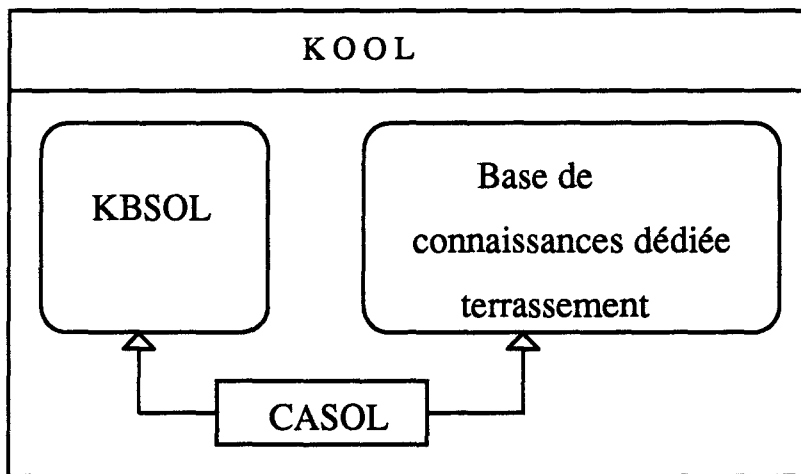 KOOL
KBSOL
Base de
connaissances dédiée
terrassement
CASOL